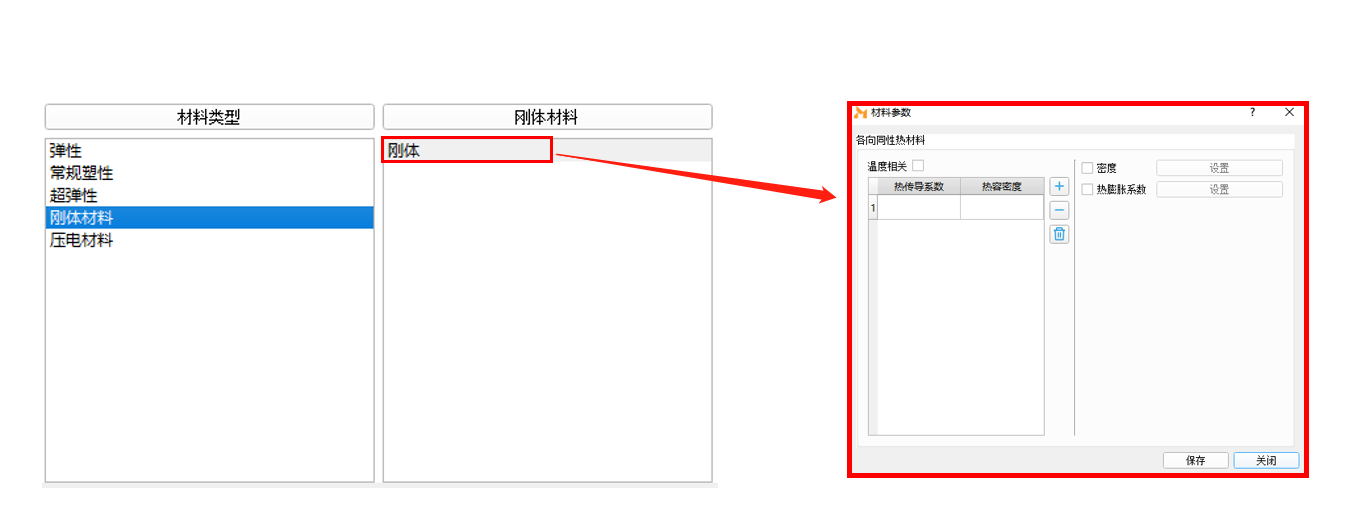 材料类型
弹性
常规塑性
超弹性
刚体材料
压电材料
刚体材料
刚体
材料参数
各向同性热材料
温度相关
热传导系数 热容密度
1
密度 设置
热膨胀系数 设置
保存 关闭